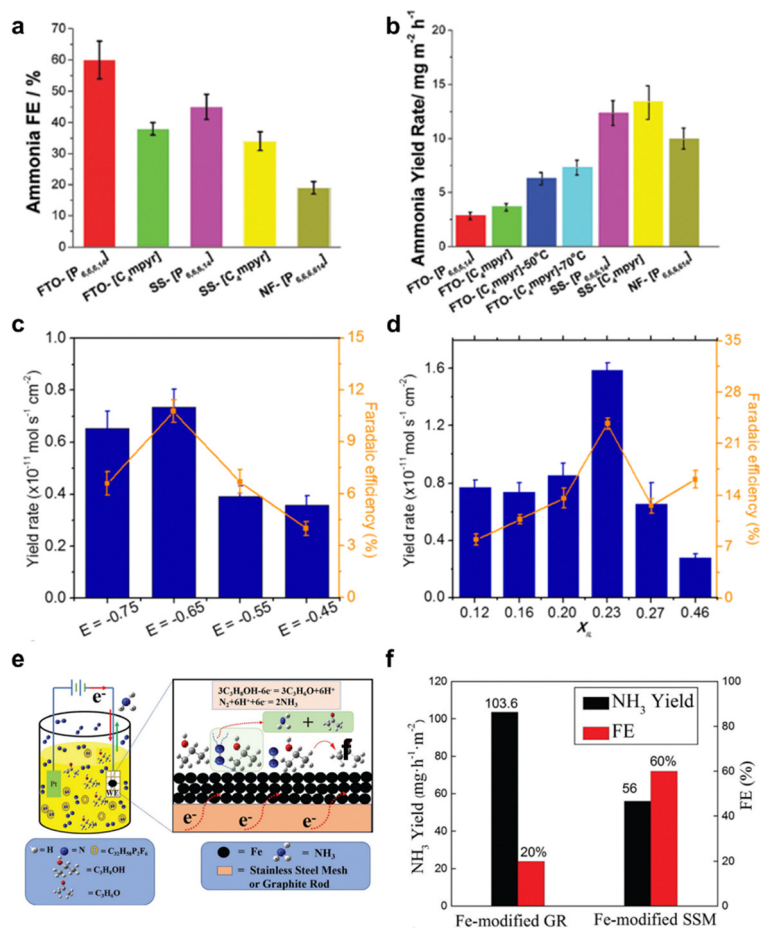 a
Ammonia FE / %
70
60
50
40
30
20
10
0
FTO- [P6,6,6,14]
FTO- [C4mpyr]
SS- [P6,6,6,14]
SS- [C4mpyr]
NF- [P6,6,6,614]
b
Ammonia Yield Rate/ mg m-2 h-1
20
15
10
5
0
FTO- [P6,6,6,14]
FTO- [C4mpyr]
FTO- [C4mpyr]-50°C
FTO- [C4mpyr]-70°C
SS- [P6,6,6,14]
SS- [C4mpyr]
NF- [P6,6,6,614]
c
Yield rate (x10-11 mol s-1 cm-2)
1.0
0.8
0.6
0.4
0.2
0.0
E = -0.75
E = -0.65
E = -0.55
E = -0.45
15
12
9
6
3
0
Faradaic efficiency (%)
d
Yield rate (x10-11 mol s-1 cm-2)
1.6
1.2
0.8
0.4
0.0
0.12
0.16
0.20
0.23
0.27
0.46
35
28
21
14
7
0
Faradaic efficiency (%)
e
e-
Pt
WE
3C3H8OH-6e- = 3C3H6O+6H+
N2+6H++6e- = 2NH3
+
f
e-
e-
e-
=H
=N
=C3H8OH
=C3H6O
= Fe
= NH3
= Stainless Steel Mesh
or Graphite Rod
f
NH3 Yield (mg·h-1·m-2)
120
100
80
60
40
20
0
NH3 Yield
FE
103.6
20%
56
60%
Fe-modified GR
Fe-modified SSM
100
80
60
40
20
0
FE (%)